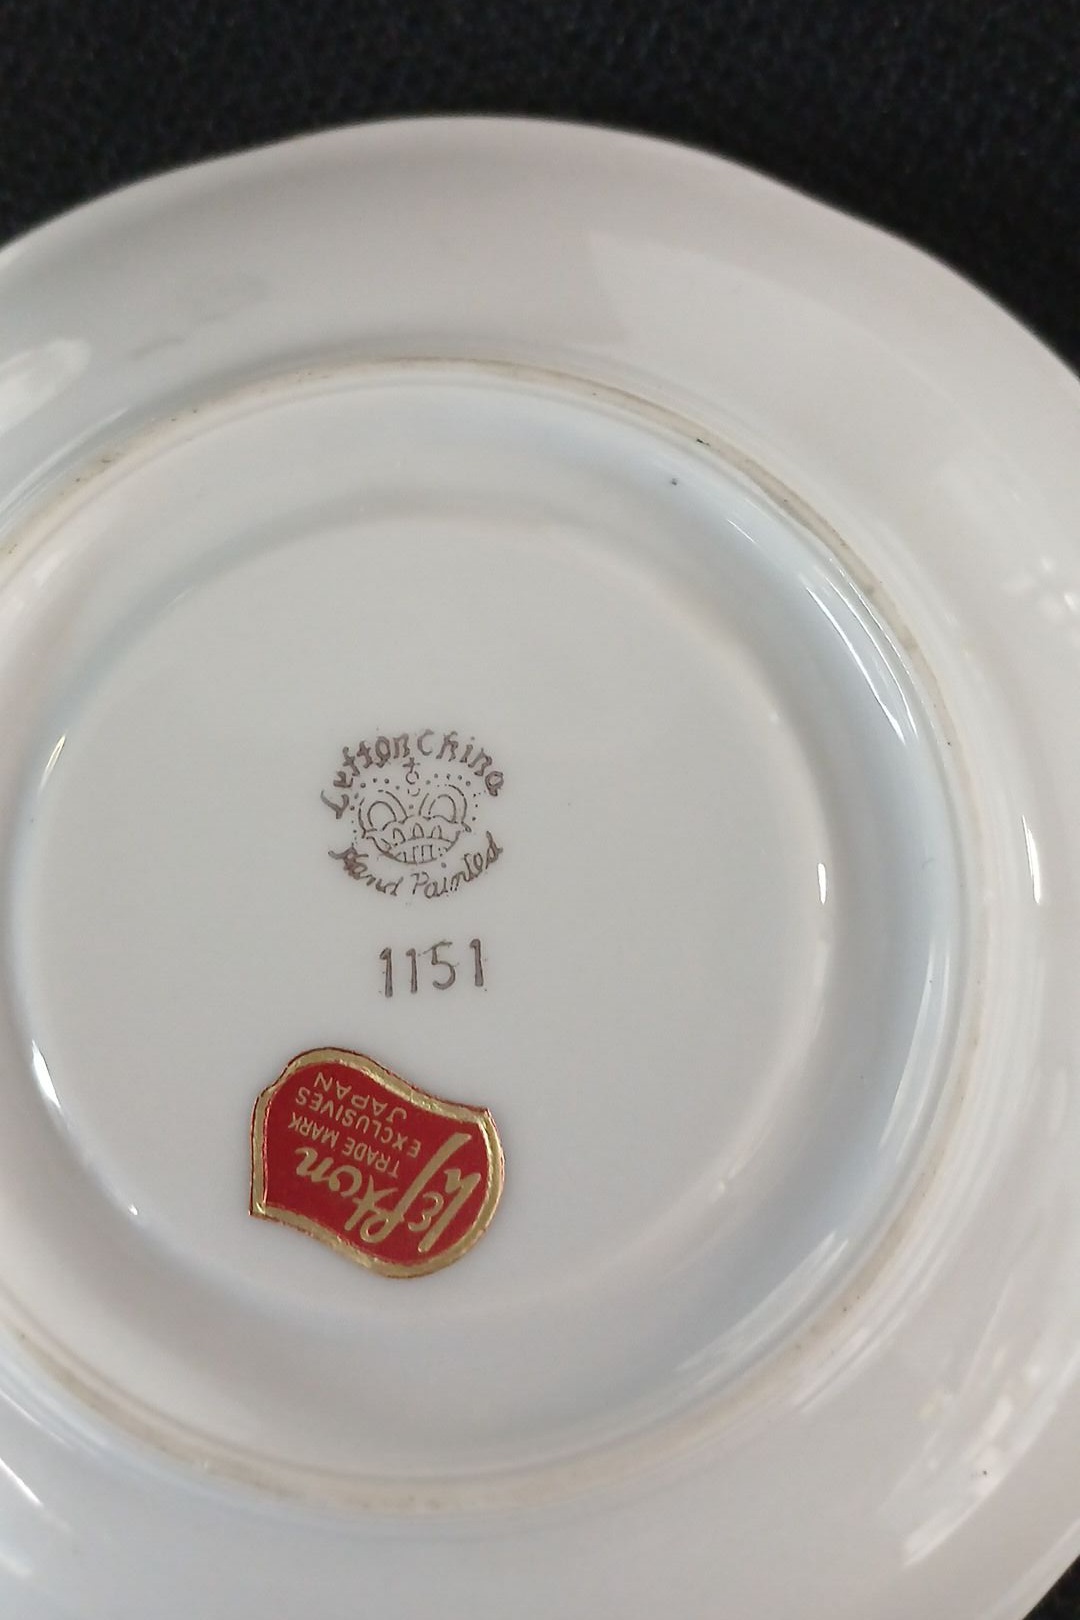 Lefton China
Hand Painted
1151
Lefton
TRADE MARK
EXCLUSIVES
JAPAN